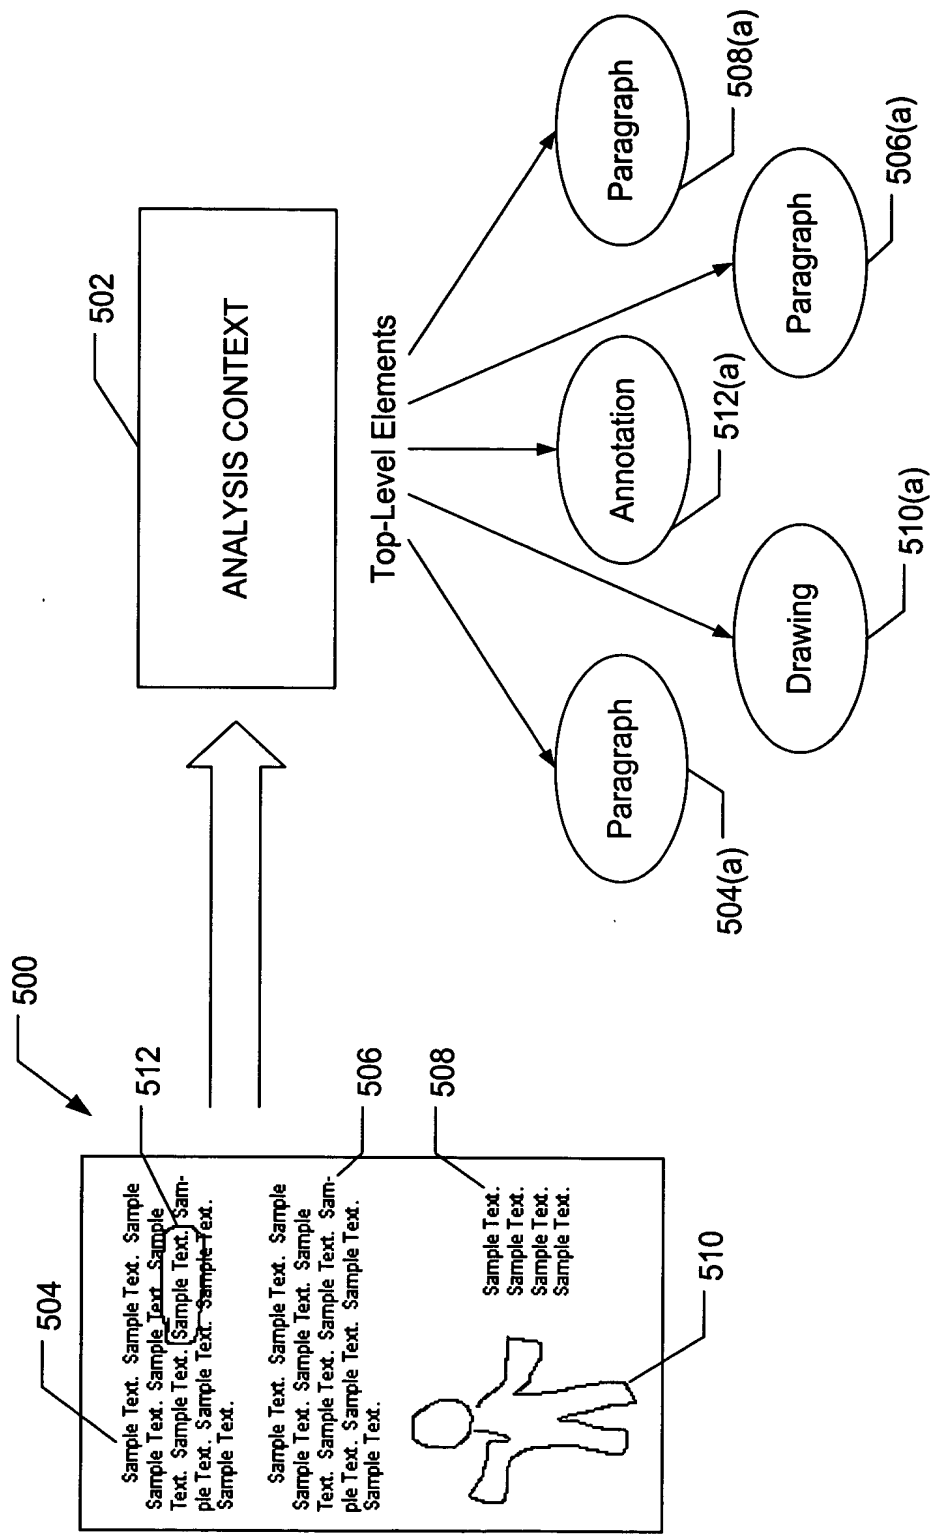 500
504
Sample Text. Sample Text. Sample
Sample Text. Sample Text. Sample
Text. Sample Text. Sample Text. Sam-
ple Text. Sample Text. Sample Text.
Sample Text.
512
Sample Text. Sample Text. Sample
Sample Text. Sample Text. Sample
Text. Sample Text. Sample Text. Sam-
ple Text. Sample Text. Sample Text.
Sample Text.
506
Sample Text.
Sample Text.
Sample Text.
Sample Text.
508
510
502
ANALYSIS CONTEXT
Top-Level Elements
Paragraph
504(a)
Drawing
510(a)
Annotation
512(a)
Paragraph
506(a)
Paragraph
508(a)